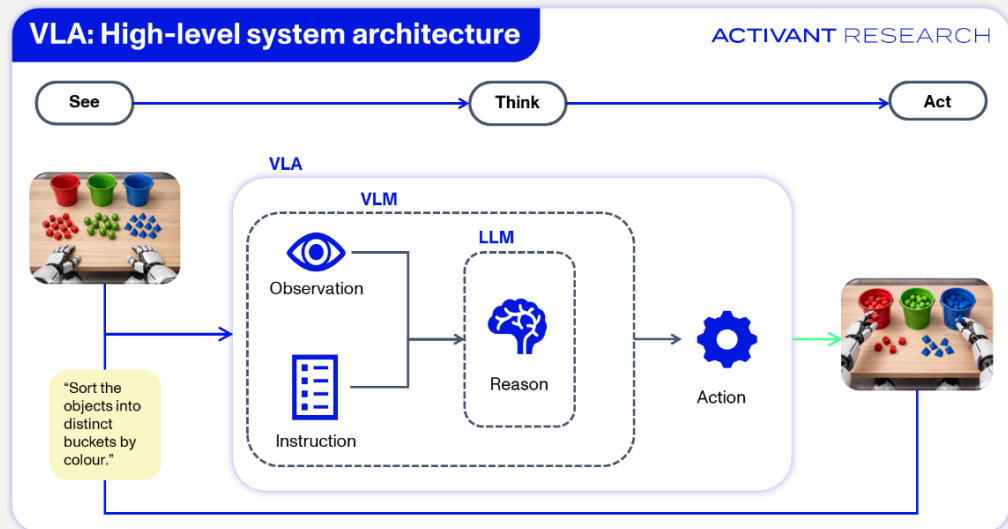 VLA: High-level system architecture
ACTIVANT RESEARCH
See
Think
Act
VLA
VLM
LLM
Observation
Instruction
Reason
Action
“Sort the
objects into
distinct
buckets by
colour.”